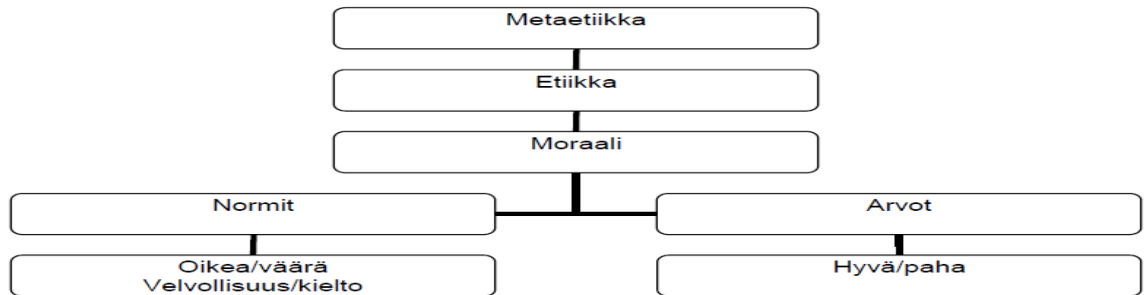 Metaetiikka
Etiikka
Moraali
Normit
Arvot
Oikea/väärä
Velvollisuus/kielto
Hyvä/paha